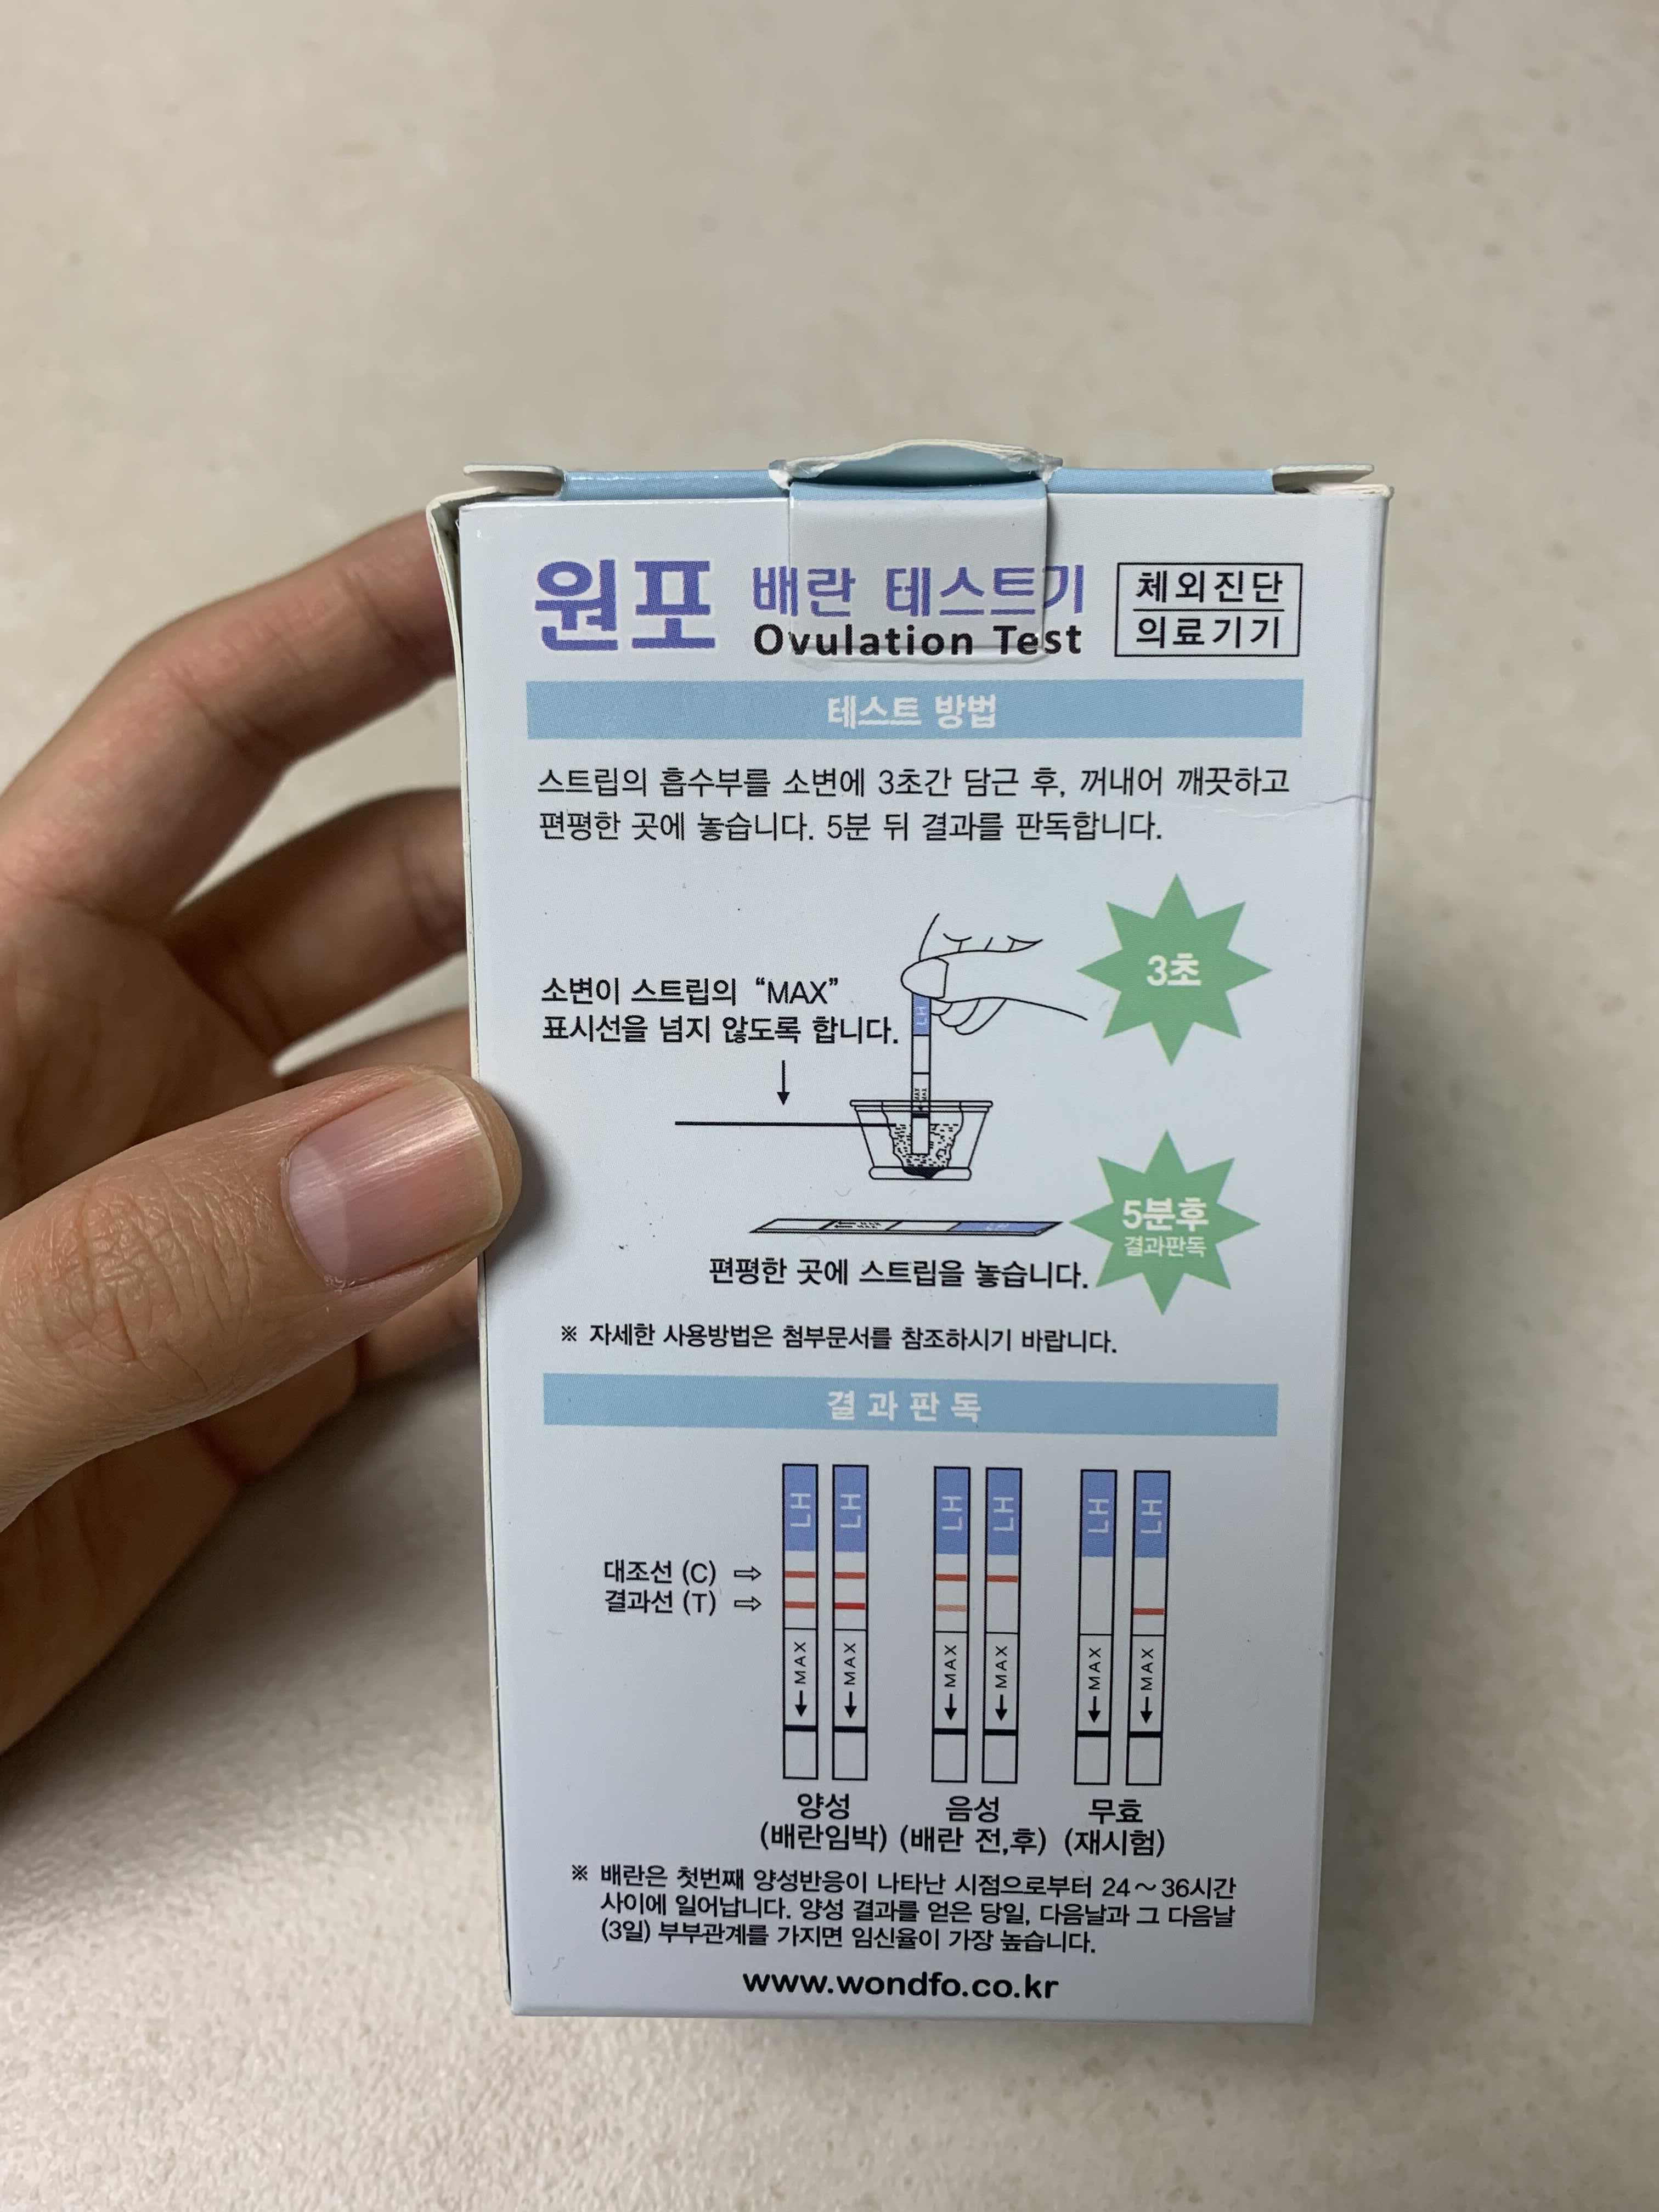 원포 배란 테스트기 체외진단
Ovulation Test 의료기기
테스트 방법
스트립의 흡수부를 소변에 3초간 담근 후, 꺼내어 깨끗하고
편평한 곳에 놓습니다. 5분 뒤 결과를 판독합니다.
3초
소변이 스트립의 “MAX”
표시선을 넘지 않도록 합니다.
LH
MAX
5분후
결과판독
편평한 곳에 스트립을 놓습니다.
※ 자세한 사용방법은 첨부문서를 참조하시기 바랍니다.
결과판독
LH LH LH LH LH LH
대조선 (C) ⇨
결과선 (T) ⇨
MAX MAX MAX MAX MAX MAX
양성 음성 무효
(배란임박) (배란 전,후) (재시험)
※ 배란은 첫번째 양성반응이 나타난 시점으로부터 24~36시간
사이에 일어납니다. 양성 결과를 얻은 당일, 다음날과 그 다음날
(3일) 부부관계를 가지면 임신율이 가장 높습니다.
www.wondfo.co.kr